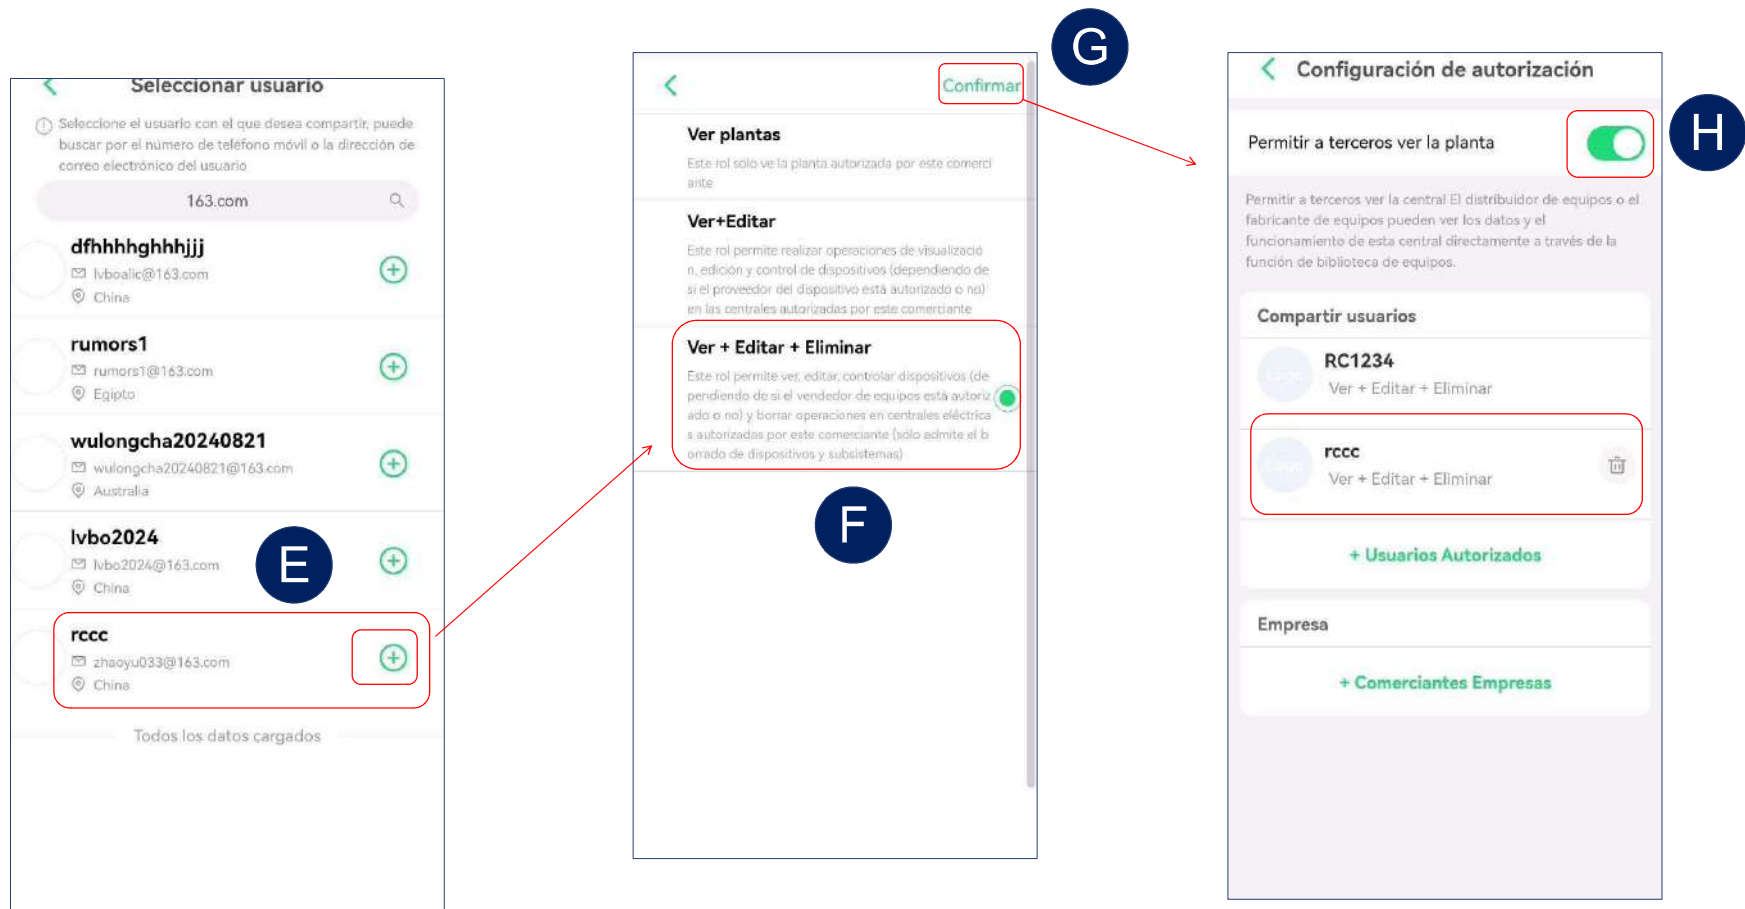 Seleccionar usuario
Seleccione el usuario con el que desea compartir, puede
buscar por el número de teléfono móvil o la dirección de
correo electrónico del usuario
163.com
dfhhhhghhhjjj
lvboalic@163.com
China
rumors1
rumors1@163.com
Egipto
wulongcha20240821
wulongcha20240821@163.com
Australia
lvbo2024
lvbo2024@163.com
China
E
rccc
zhaoyu033@163.com
China
Todos los datos cargados
Confirmar
G
Ver plantas
Este rol solo ve la planta autorizada por este comerci
ante
Ver+Editar
Este rol permite realizar operaciones de visualizació
n, edición y control de dispositivos (dependiendo de
si el proveedor del dispositivo está autorizado o no)
en las centrales autorizadas por este comerciante
Ver + Editar + Eliminar
Este rol permite ver, editar, controlar dispositivos (de
pendiendo de si el vendedor de equipos está autoriz
ado o no) y borrar operaciones en centrales eléctrica
s autorizadas por este comerciante (sólo admite el b
orrado de dispositivos y subsistemas)
F
Configuración de autorización
Permitir a terceros ver la planta
H
Permitir a terceros ver la central El distribuidor de equipos o el
fabricante de equipos pueden ver los datos y el
funcionamiento de esta central directamente a través de la
función de biblioteca de equipos.
Compartir usuarios
Logo
RC1234
Ver + Editar + Eliminar
Logo
rccc
Ver + Editar + Eliminar
+ Usuarios Autorizados
Empresa
+ Comerciantes Empresas